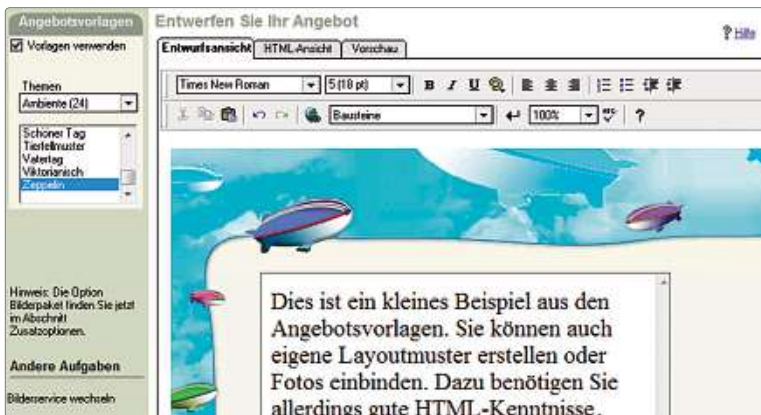 Angebotsvorlagen
Vorlagen verwenden
Themen
Ambiente (24)
Schöner Tag
Tierfellmuster
Vatertag
Viktorianisch
Zeppelin
Hinweis: Die Option
Bilderpaket finden Sie jetzt
im Abschnitt
Zusatzoptionen.
Andere Aufgaben
Bilderservice wechseln
Entwerfen Sie Ihr Angebot
? Hilfe
Entwurfsansicht HTML-Ansicht Vorschau
Times New Roman 5 (18 pt) B I U
Bausteine 100% ABC ?
Dies ist ein kleines Beispiel aus den
Angebotsvorlagen. Sie können auch
eigene Layoutmuster erstellen oder
Fotos einbinden. Dazu benötigen Sie
allerdings gute HTML-Kenntnisse.